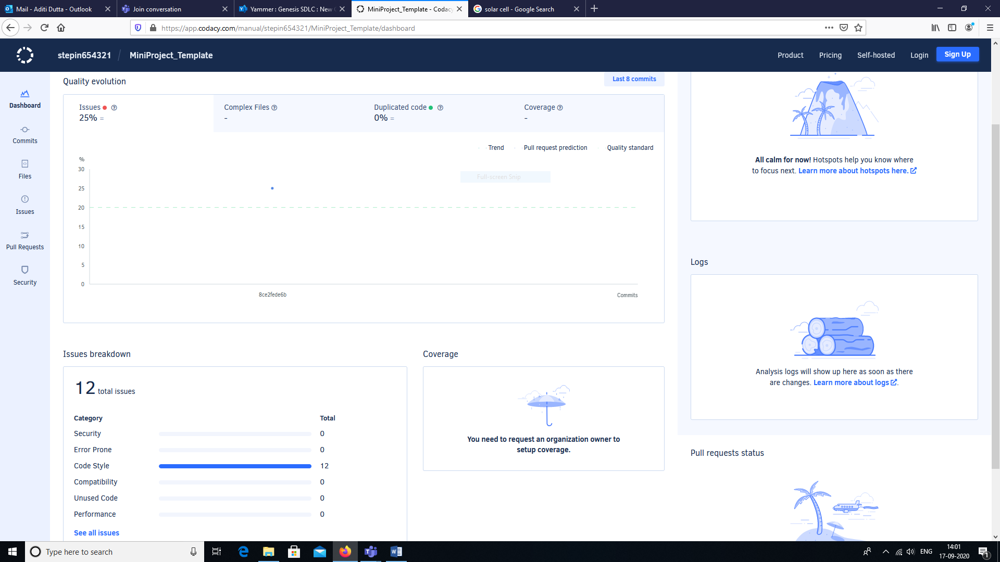 Mail - Aditi Dutta - Outlook
Join conversation
Yammer : Genesis SDLC : New
MiniProject_Template - Codacy
solar cell - Google Search
https://app.codacy.com/manual/stepin654321/MiniProject_Template/dashboard
stepin654321 / MiniProject_Template
Product
Pricing
Self-hosted
Login
Sign Up
Dashboard
Commits
Files
Issues
Pull Requests
Security
Quality evolution
Last 8 commits
Issues
25% =
Complex Files
-
Duplicated code
0% =
Coverage
-
Trend
Pull request prediction
Quality standard
Full-screen Snip
%
30
25
20
15
10
5
0
8ce2fede6b
Commits
All calm for now! Hotspots help you know where
to focus next. Learn more about hotspots here.
Logs
Analysis logs will show up here as soon as there
are changes. Learn more about logs.
Issues breakdown
12 total issues
Category Total
Security 0
Error Prone 0
Code Style 12
Compatibility 0
Unused Code 0
Performance 0
See all issues
Coverage
You need to request an organization owner to
setup coverage.
Pull requests status
Type here to search
ENG
14:01
17-09-2020
1